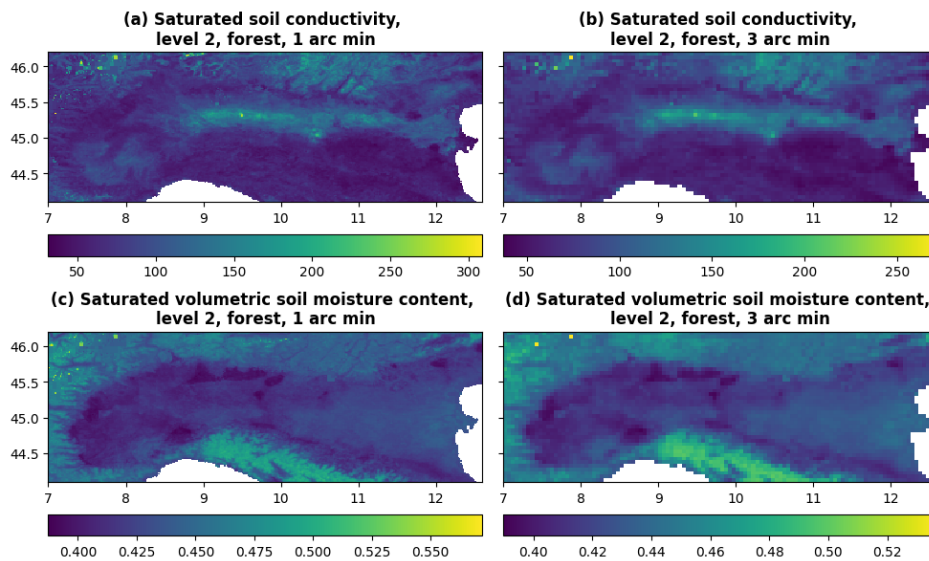 (a) Saturated soil conductivity,
level 2, forest, 1 arc min
(b) Saturated soil conductivity,
level 2, forest, 3 arc min
46.0
45.5
45.0
44.5
7 8 9 10 11 12
7 8 9 10 11 12
50 100 150 200 250 300
50 100 150 200 250
(c) Saturated volumetric soil moisture content,
level 2, forest, 1 arc min
(d) Saturated volumetric soil moisture content,
level 2, forest, 3 arc min
46.0
45.5
45.0
44.5
7 8 9 10 11 12
7 8 9 10 11 12
0.400 0.425 0.450 0.475 0.500 0.525 0.550
0.40 0.42 0.44 0.46 0.48 0.50 0.52